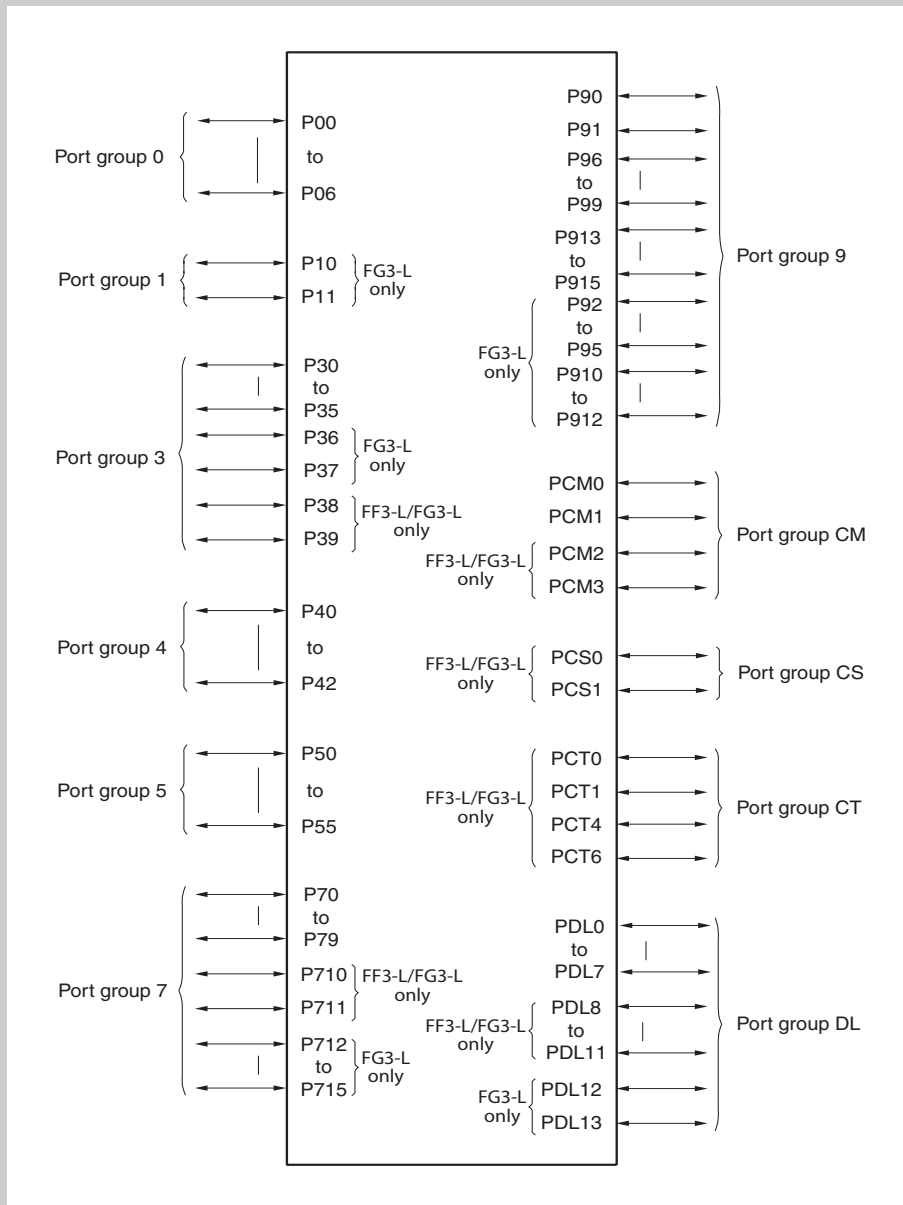 Port group 0
P00
to
P06
Port group 1
P10
P11
FG3-L
only
Port group 3
P30
to
P35
P36
P37
FG3-L
only
P38
P39
FF3-L/FG3-L
only
Port group 4
P40
to
P42
Port group 5
P50
to
P55
Port group 7
P70
to
P79
P710
P711
FF3-L/FG3-L
only
P712
to
P715
FG3-L
only
P90
P91
P96
to
P99
P913
to
P915
FG3-L
only
P92
to
P95
P910
to
P912
Port group 9
PCM0
PCM1
FF3-L/FG3-L
only
PCM2
PCM3
Port group CM
FF3-L/FG3-L
only
PCS0
PCS1
Port group CS
FF3-L/FG3-L
only
PCT0
PCT1
PCT4
PCT6
Port group CT
PDL0
to
PDL7
FF3-L/FG3-L
only
PDL8
to
PDL11
FG3-L
only
PDL12
PDL13
Port group DL